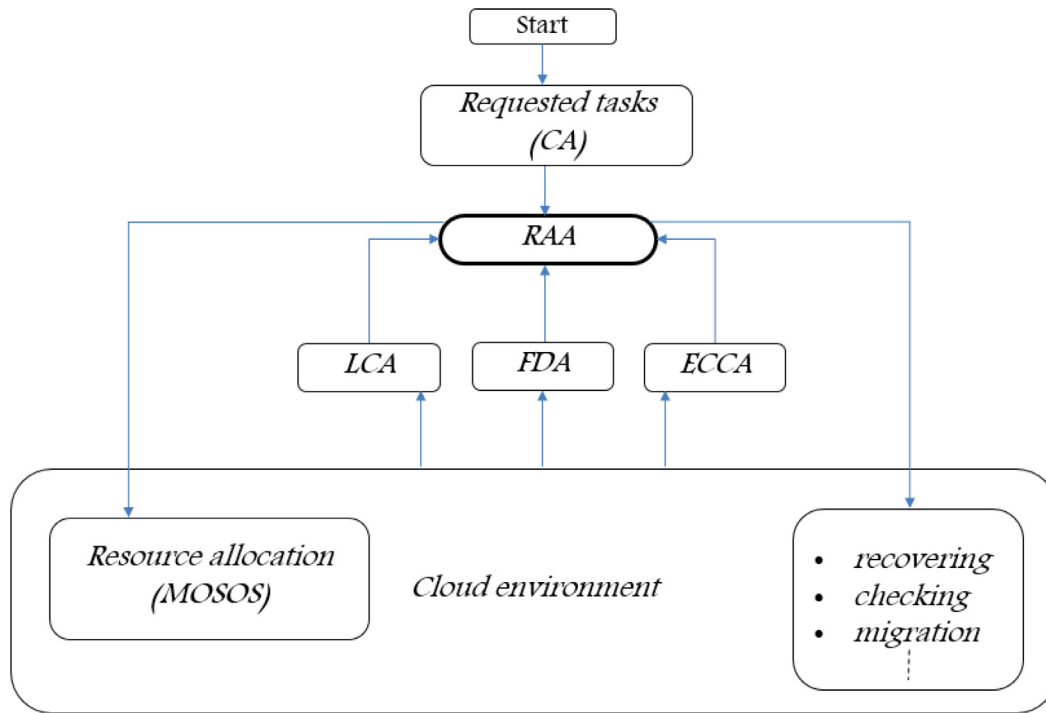 Start
Requested tasks
(CA)
RAA
LCA
FDA
ECCA
Resource allocation
(MOSOS)
Cloud environment
• recovering
• checking
• migration